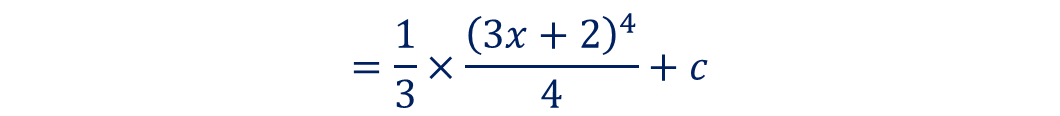 = 1/3 × (3x + 2)⁴/4 + c